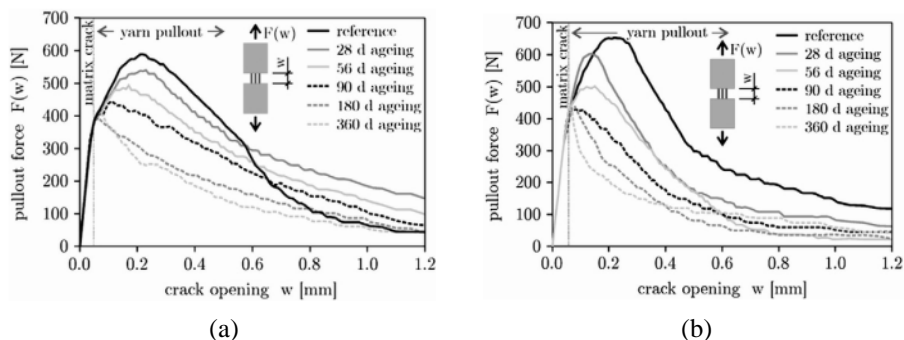 700
600
500
400
300
200
100
0
pullout force F(w) [N]
matrix crack
yarn pullout
F(w)
w
reference
28 d ageing
56 d ageing
90 d ageing
180 d ageing
360 d ageing
0.0 0.2 0.4 0.6 0.8 1.0 1.2
crack opening w [mm]
(a)
700
600
500
400
300
200
100
0
pullout force F(w) [N]
matrix crack
yarn pullout
F(w)
w
reference
28 d ageing
56 d ageing
90 d ageing
180 d ageing
360 d ageing
0.0 0.2 0.4 0.6 0.8 1.0 1.2
crack opening w [mm]
(b)